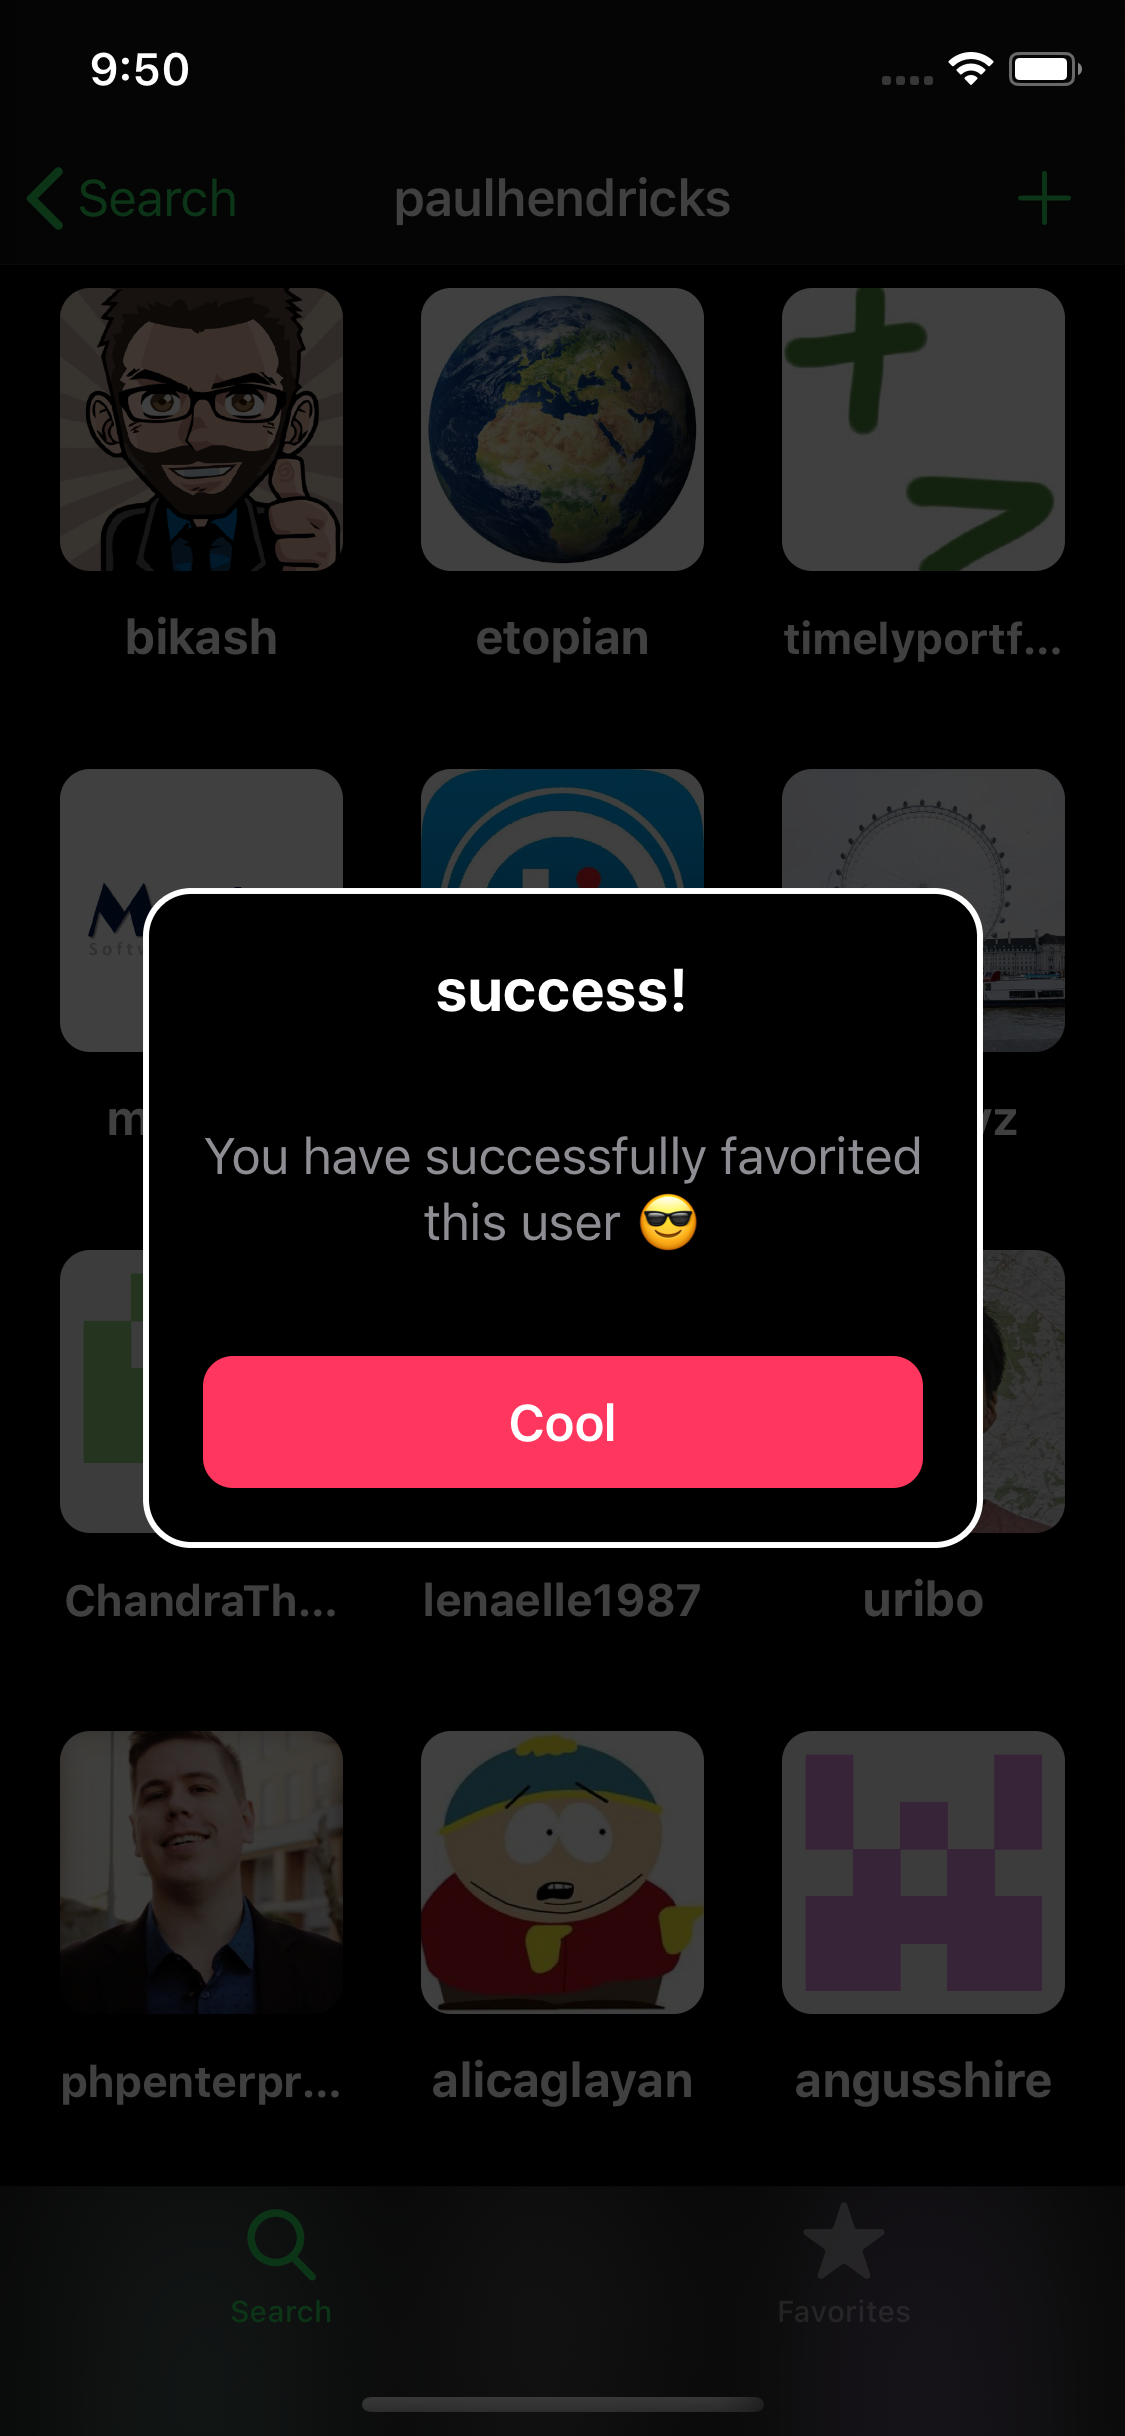 9:50
Search
paulhendricks
bikash
etopian
timelyportf...
success!
You have successfully favorited
this user 😎
Cool
ChandraTh...
lenaelle1987
uribo
phpenterpr...
alicaglayan
angusshire
Search
Favorites